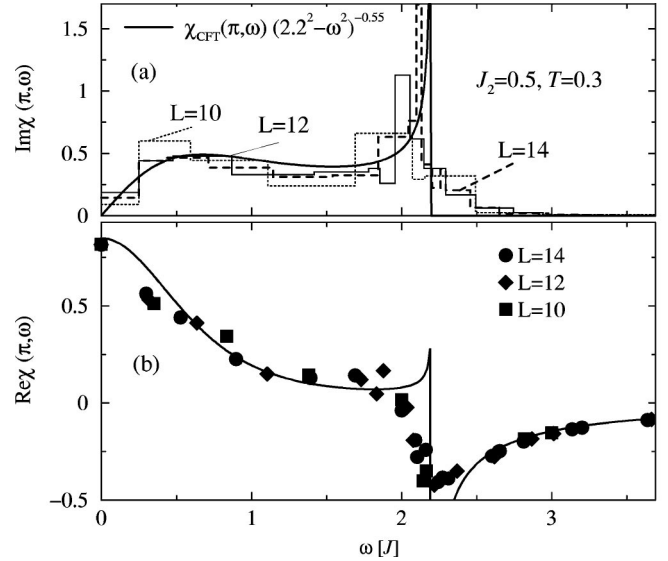 χCFT(π,ω) (2.2²−ω²)⁻⁰·⁵⁵
1.5
(a)
J₂=0.5, T=0.3
Imχ (π,ω)
L=10
1
L=12
L=14
0.5
0
L=14
0.5
L=12
L=10
Reχ (π,ω)
(b)
0
−0.5
0 1 2 3
ω [J]